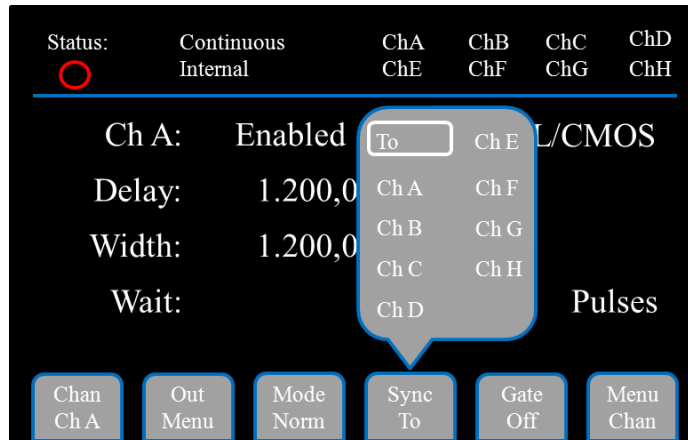 Status: Continuous ChA ChB ChC ChD
Internal ChE ChF ChG ChH
Ch A: Enabled L/CMOS
To Ch E
Delay: 1.200,0
Ch A Ch F
Width: 1.200,0
Ch B Ch G
Ch C Ch H
Wait: Pulses
Ch D
Chan Out Mode Sync Gate Menu
Ch A Menu Norm To Off Chan